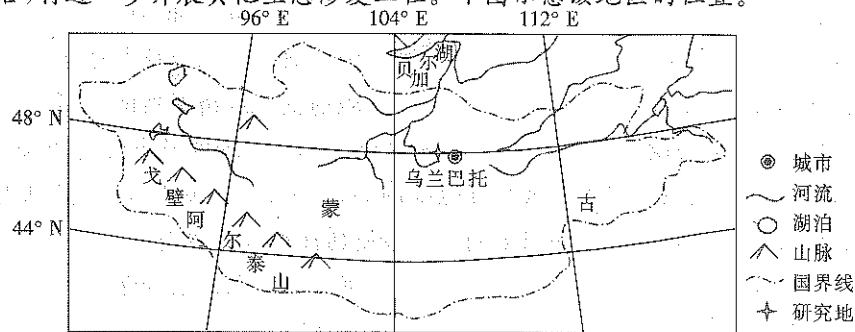 96° E 104° E 112° E
贝加尔湖
48° N
乌兰巴托
戈壁阿尔泰山
蒙古
44° N
城市
河流
湖泊
山脉
国界线
研究地